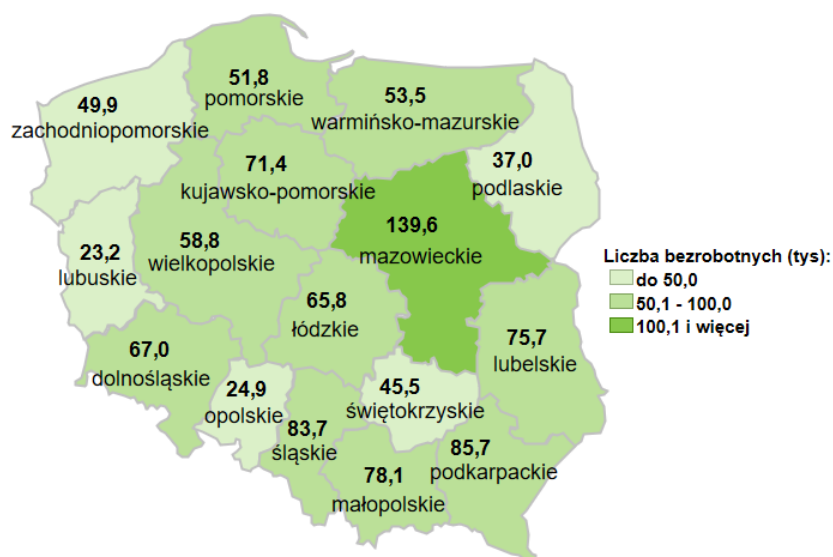 51,8
pomorskie
53,5
warmińsko-mazurskie
49,9
zachodniopomorskie
37,0
podlaskie
71,4
kujawsko-pomorskie
139,6
mazowieckie
23,2
lubuskie
58,8
wielkopolskie
65,8
łódzkie
75,7
lubelskie
67,0
dolnośląskie
24,9
opolskie
45,5
świętokrzyskie
83,7
śląskie
85,7
podkarpackie
78,1
małopolskie
Liczba bezrobotnych (tys):
do 50,0
50,1 - 100,0
100,1 i więcej